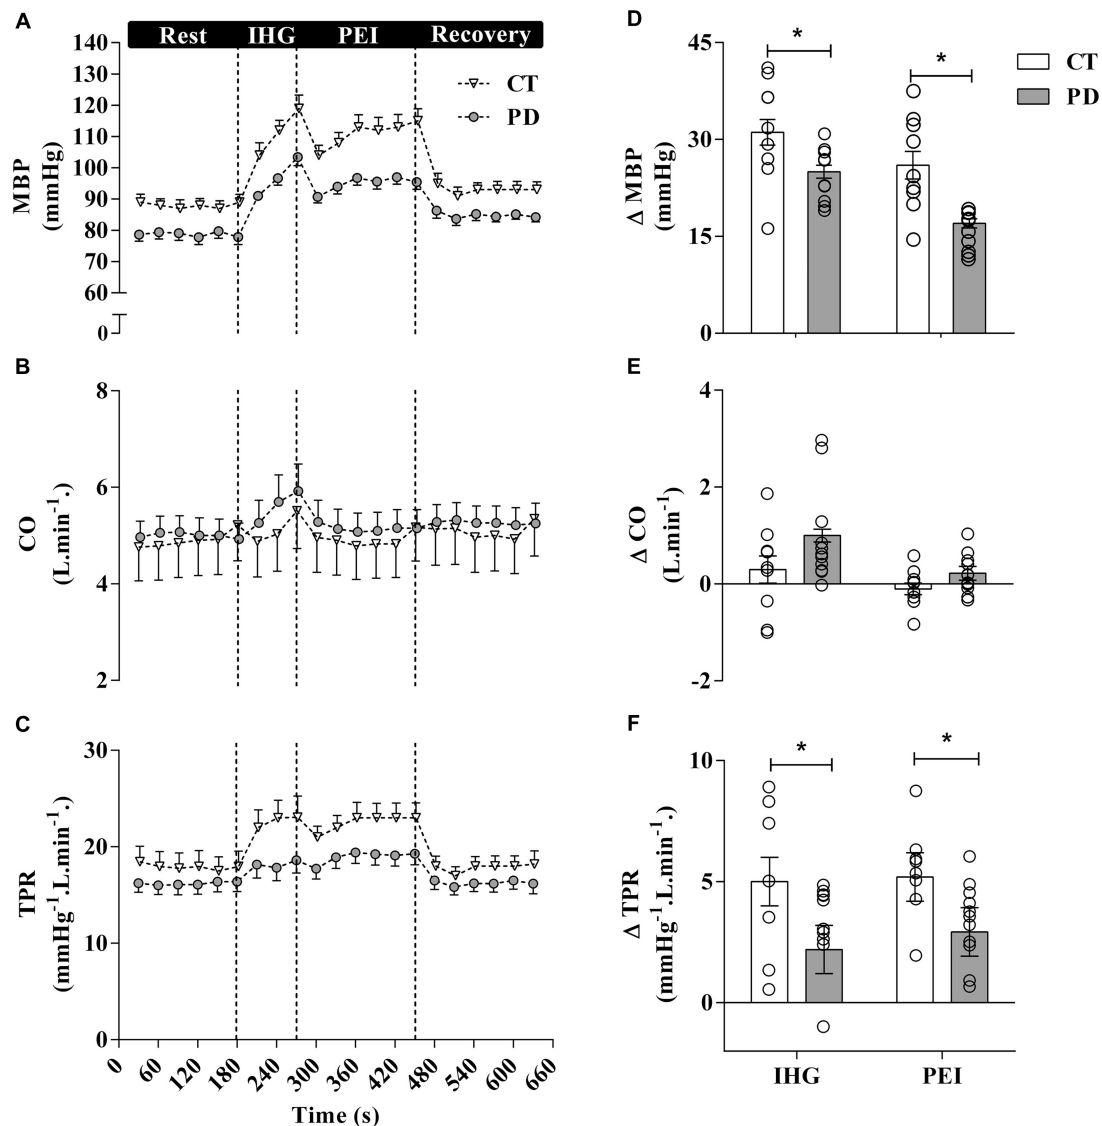 A
Rest IHG PEI Recovery
140
130
120
110
100
90
80
70
60
0
MBP
(mmHg)
CT
PD
B
8
6
4
2
CO
(L.min-1.)
C
30
20
10
0
TPR
(mmHg-1.L.min-1.)
0 60 120 180 240 300 360 420 480 540 600 660
Time (s)
D
45
30
15
0
Δ MBP
(mmHg)
* *
CT
PD
E
4
2
0
-2
Δ CO
(L.min-1.)
F
10
5
0
Δ TPR
(mmHg-1.L.min-1.)
* *
IHG PEI